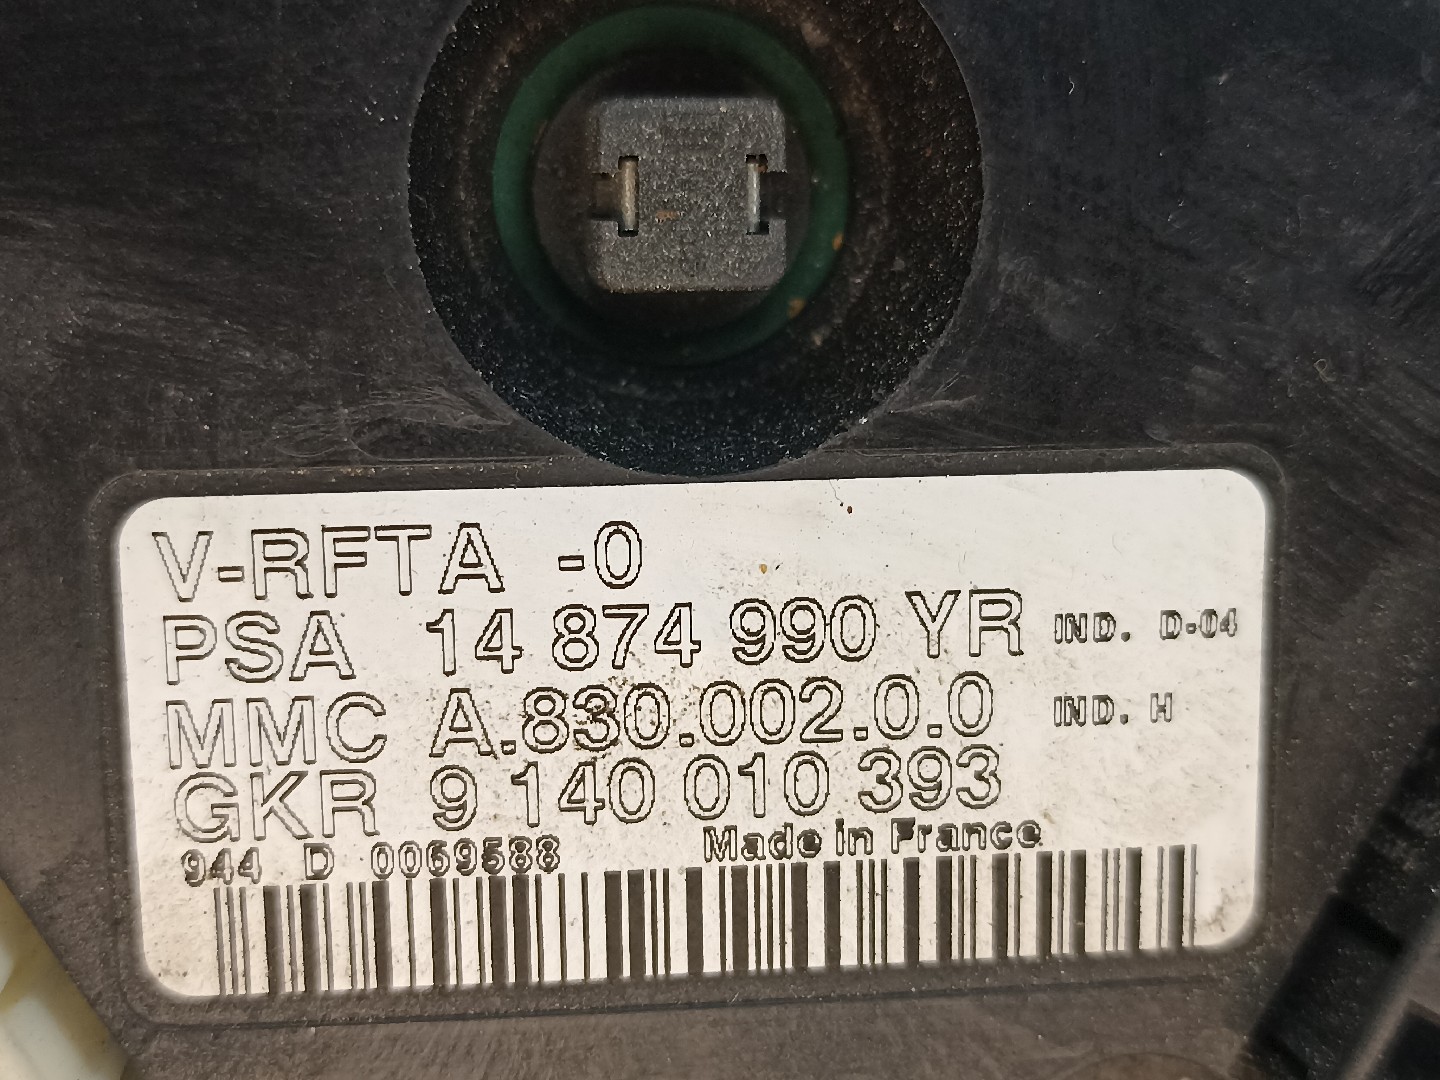 V-RFTA -0
PSA 14 874 990 YR IND. D-04
MMC A.830.002.0.0 IND. H
GKR 9 140 010 393
944 D 0069588 Made in France